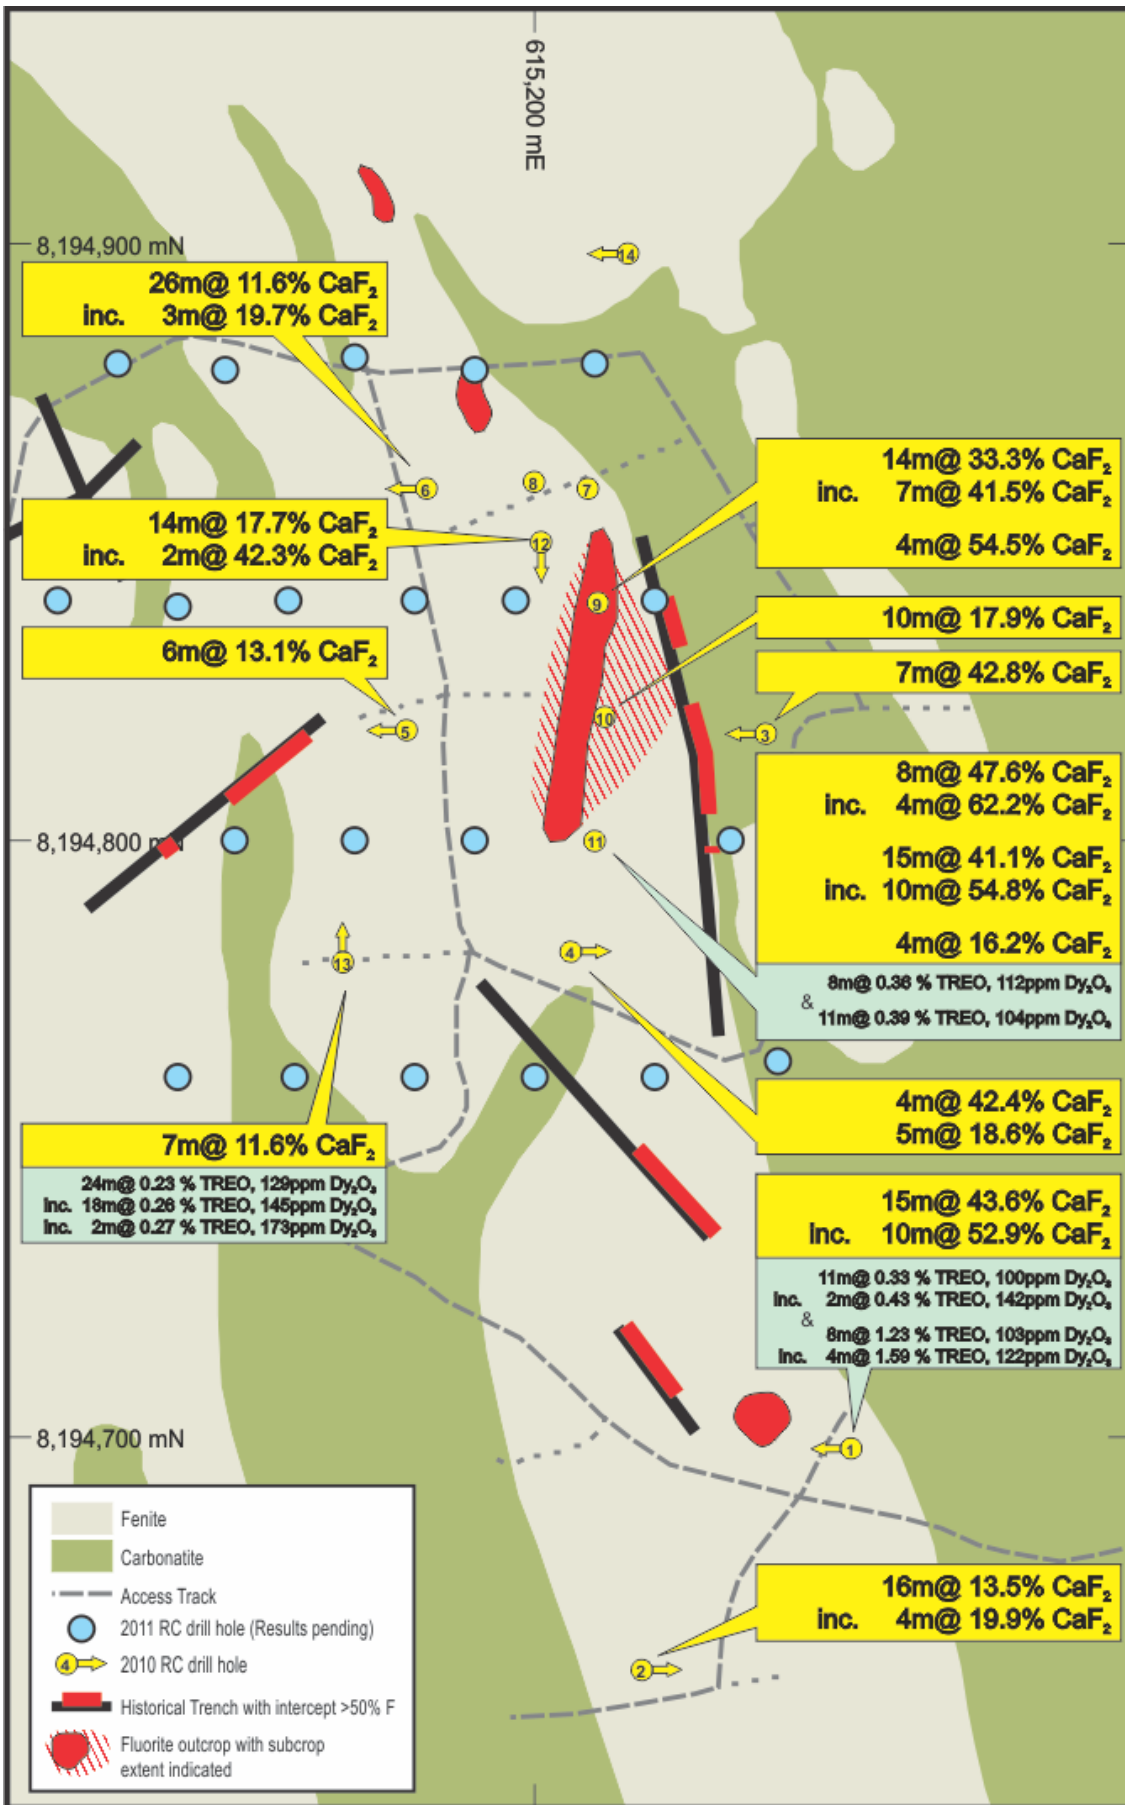 615,200 mE
8,194,900 mN
14
26m@ 11.6% CaF₂
inc. 3m@ 19.7% CaF₂
6
8
7
14m@ 33.3% CaF₂
inc. 7m@ 41.5% CaF₂
4m@ 54.5% CaF₂
14m@ 17.7% CaF₂
inc. 2m@ 42.3% CaF₂
12
9
10m@ 17.9% CaF₂
6m@ 13.1% CaF₂
7m@ 42.8% CaF₂
10
5
3
8m@ 47.6% CaF₂
inc. 4m@ 62.2% CaF₂
15m@ 41.1% CaF₂
inc. 10m@ 54.8% CaF₂
4m@ 16.2% CaF₂
8m@ 0.36 % TREO, 112ppm Dy₂O₃
&
11m@ 0.39 % TREO, 104ppm Dy₂O₃
8,194,800 mN
11
4
13
4m@ 42.4% CaF₂
5m@ 18.6% CaF₂
7m@ 11.6% CaF₂
24m@ 0.23 % TREO, 129ppm Dy₂O₃
Inc. 18m@ 0.26 % TREO, 145ppm Dy₂O₃
Inc. 2m@ 0.27 % TREO, 173ppm Dy₂O₃
15m@ 43.6% CaF₂
Inc. 10m@ 52.9% CaF₂
11m@ 0.33 % TREO, 100ppm Dy₂O₃
Inc. 2m@ 0.43 % TREO, 142ppm Dy₂O₃
&
8m@ 1.23 % TREO, 103ppm Dy₂O₃
Inc. 4m@ 1.59 % TREO, 122ppm Dy₂O₃
8,194,700 mN
1
16m@ 13.5% CaF₂
inc. 4m@ 19.9% CaF₂
2
Fenite
Carbonatite
Access Track
2011 RC drill hole (Results pending)
4
2010 RC drill hole
Historical Trench with intercept >50% F
Fluorite outcrop with subcrop
extent indicated